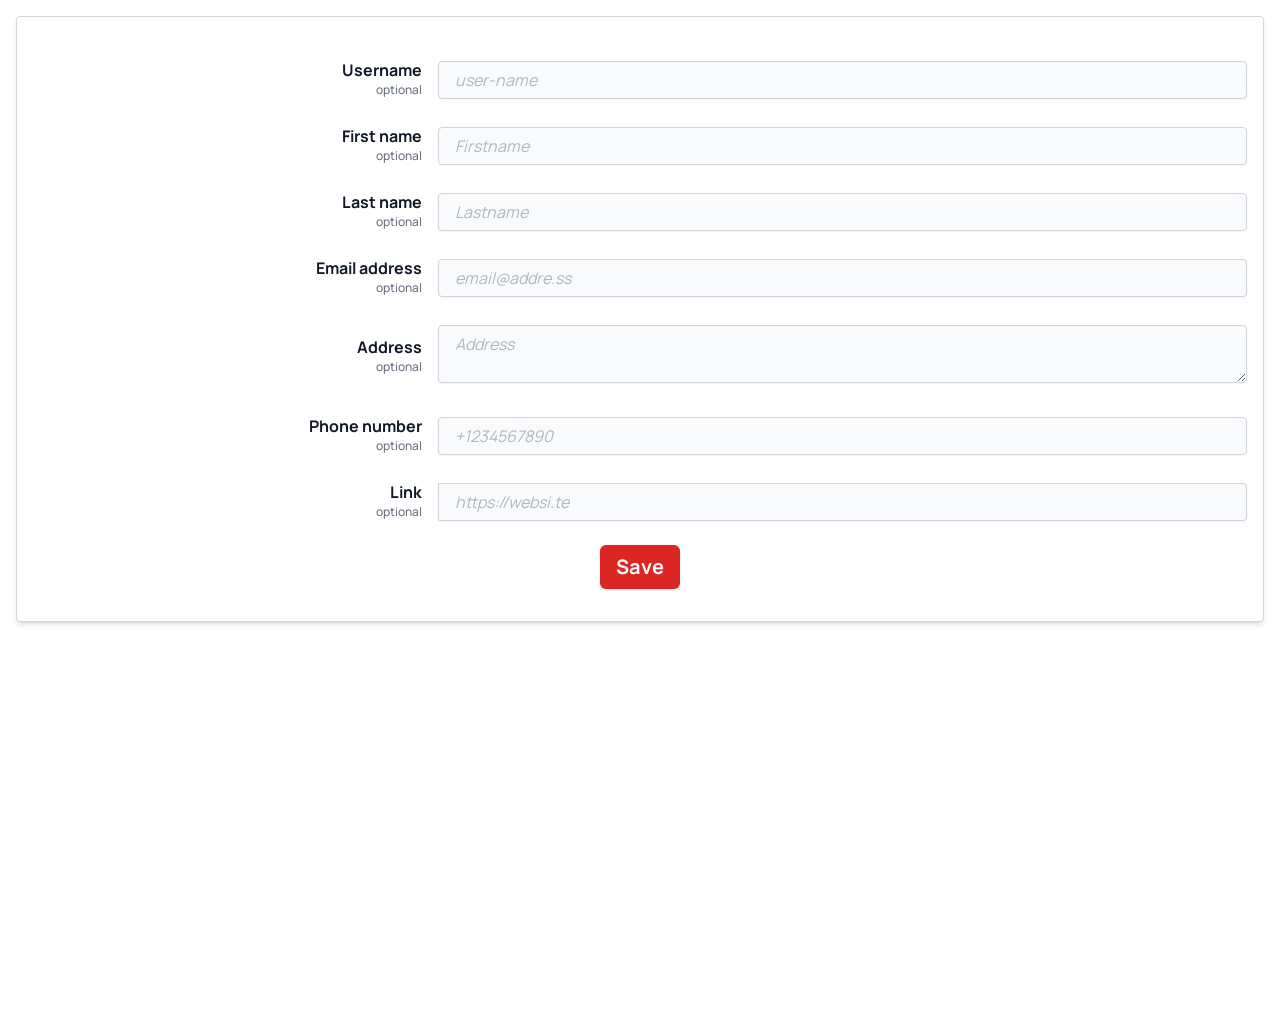 Username
optional
user-name
First name
optional
Firstname
Last name
optional
Lastname
Email address
optional
email@addre.ss
Address
optional
Address
Phone number
optional
+1234567890
Link
optional
https://websi.te
Save